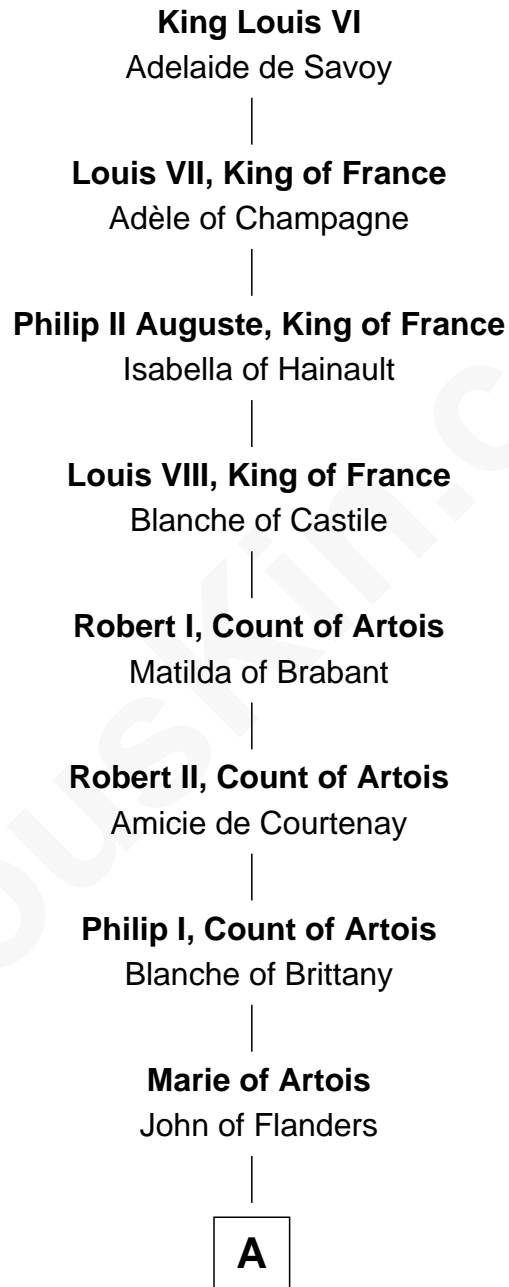 King Louis VI
Adelaide de Savoy
Louis VII, King of France
Adèle of Champagne
Philip II Auguste, King of France
Isabella of Hainault
Louis VIII, King of France
Blanche of Castile
Robert I, Count of Artois
Matilda of Brabant
Robert II, Count of Artois
Amicie de Courtenay
Philip I, Count of Artois
Blanche of Brittany
Marie of Artois
John of Flanders
A